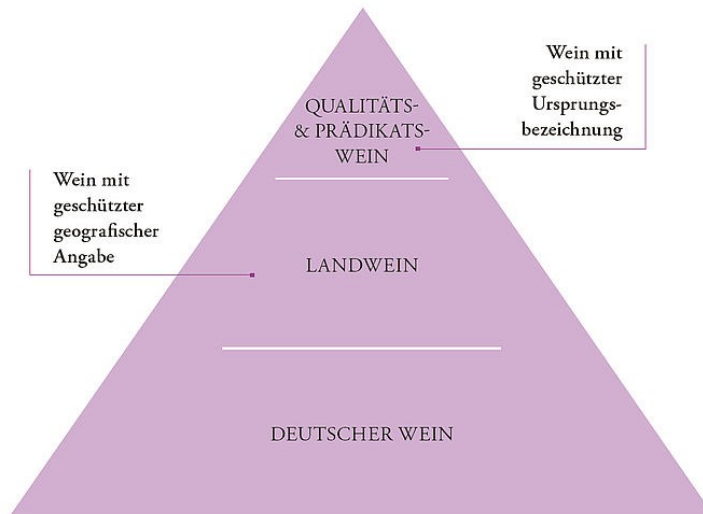 Wein mit
geschützter
Ursprungs-
bezeichnung
QUALITÄTS-
& PRÄDIKATS-
WEIN
Wein mit
geschützter
geografischer
Angabe
LANDWEIN
DEUTSCHER WEIN